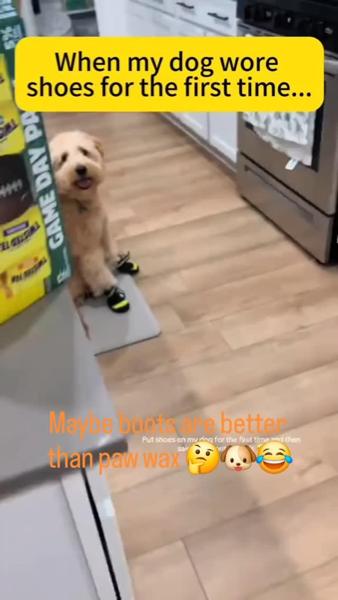 When my dog wore
shoes for the first time...
GAME DAY PA
Maybe boots are better
than paw wax 🤔🐶😂
Put shoes on my dog for the first time and then